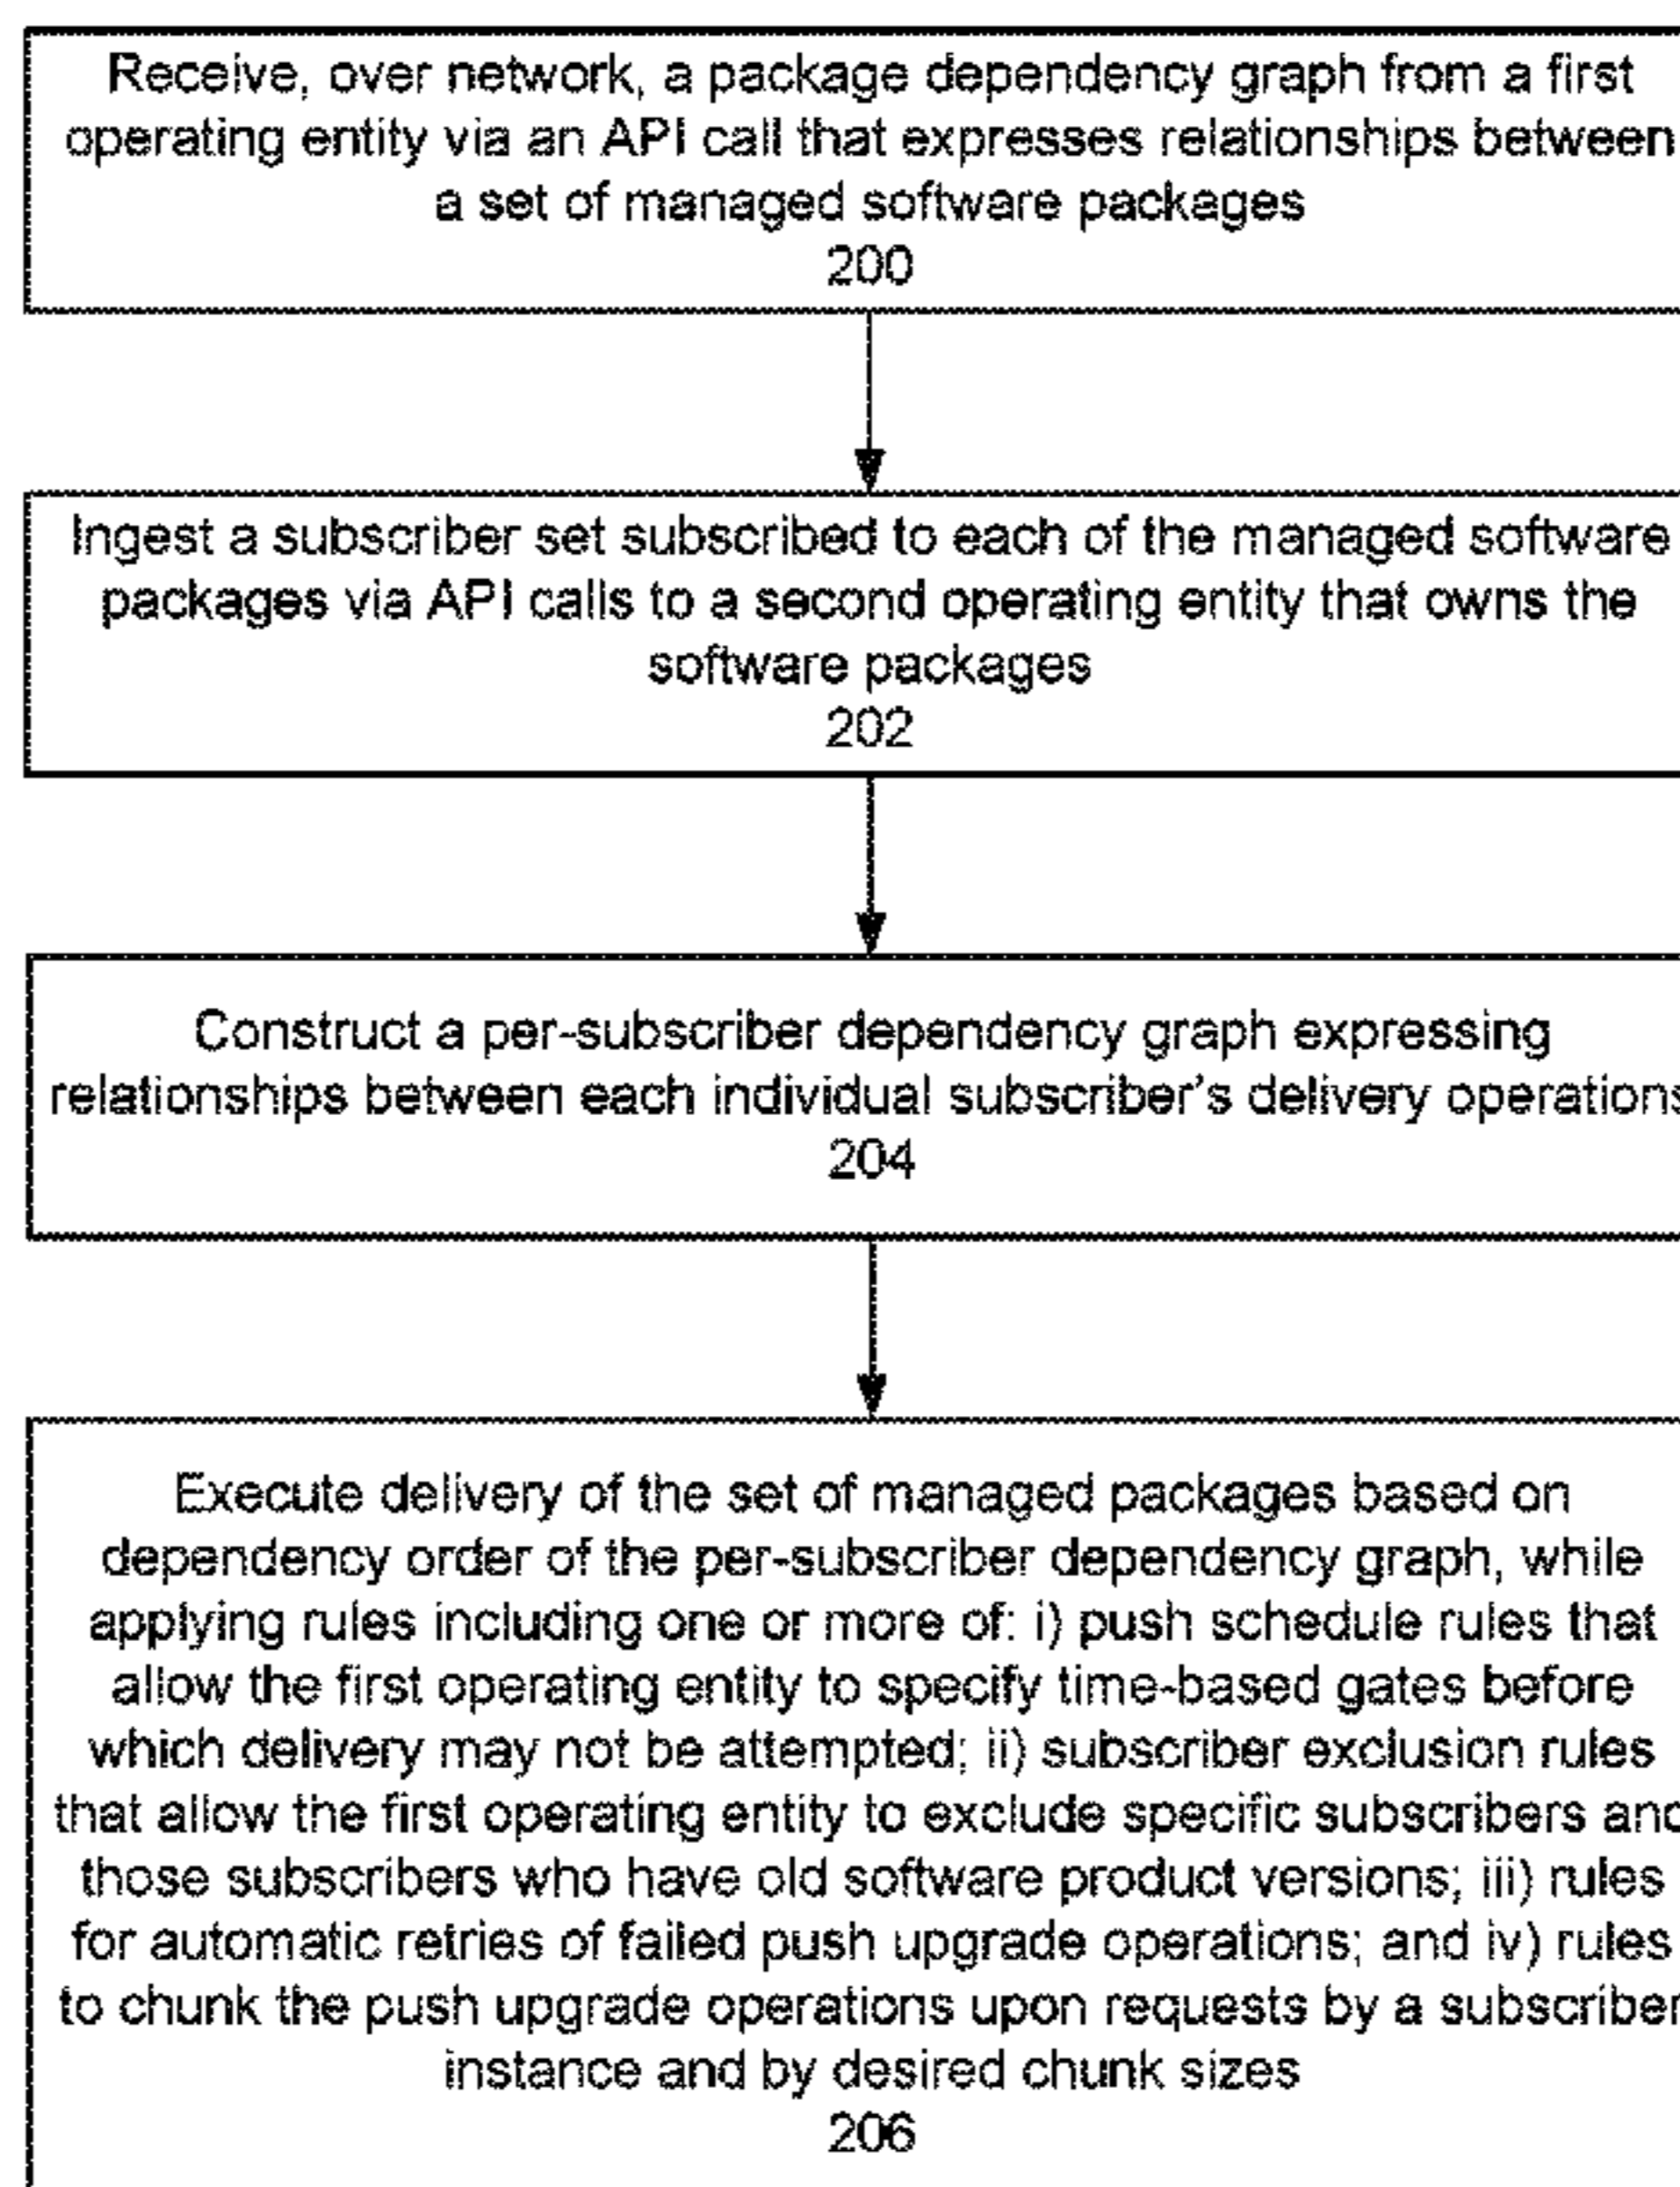 Receive, over network, a package dependency graph from a first
operating entity via an API call that expresses relationships between
a set of managed software packages
200
Ingest a subscriber set subscribed to each of the managed software
packages via API calls to a second operating entity that owns the
software packages
202
Construct a per-subscriber dependency graph expressing
relationships between each individual subscriber's delivery operations
204
Execute delivery of the set of managed packages based on
dependency order of the per-subscriber dependency graph, while
applying rules including one or more of: i) push schedule rules that
allow the first operating entity to specify time-based gates before
which delivery may not be attempted; ii) subscriber exclusion rules
that allow the first operating entity to exclude specific subscribers and
those subscribers who have old software product versions; iii) rules
for automatic retries of failed push upgrade operations; and iv) rules
to chunk the push upgrade operations upon requests by a subscriber
instance and by desired chunk sizes
206